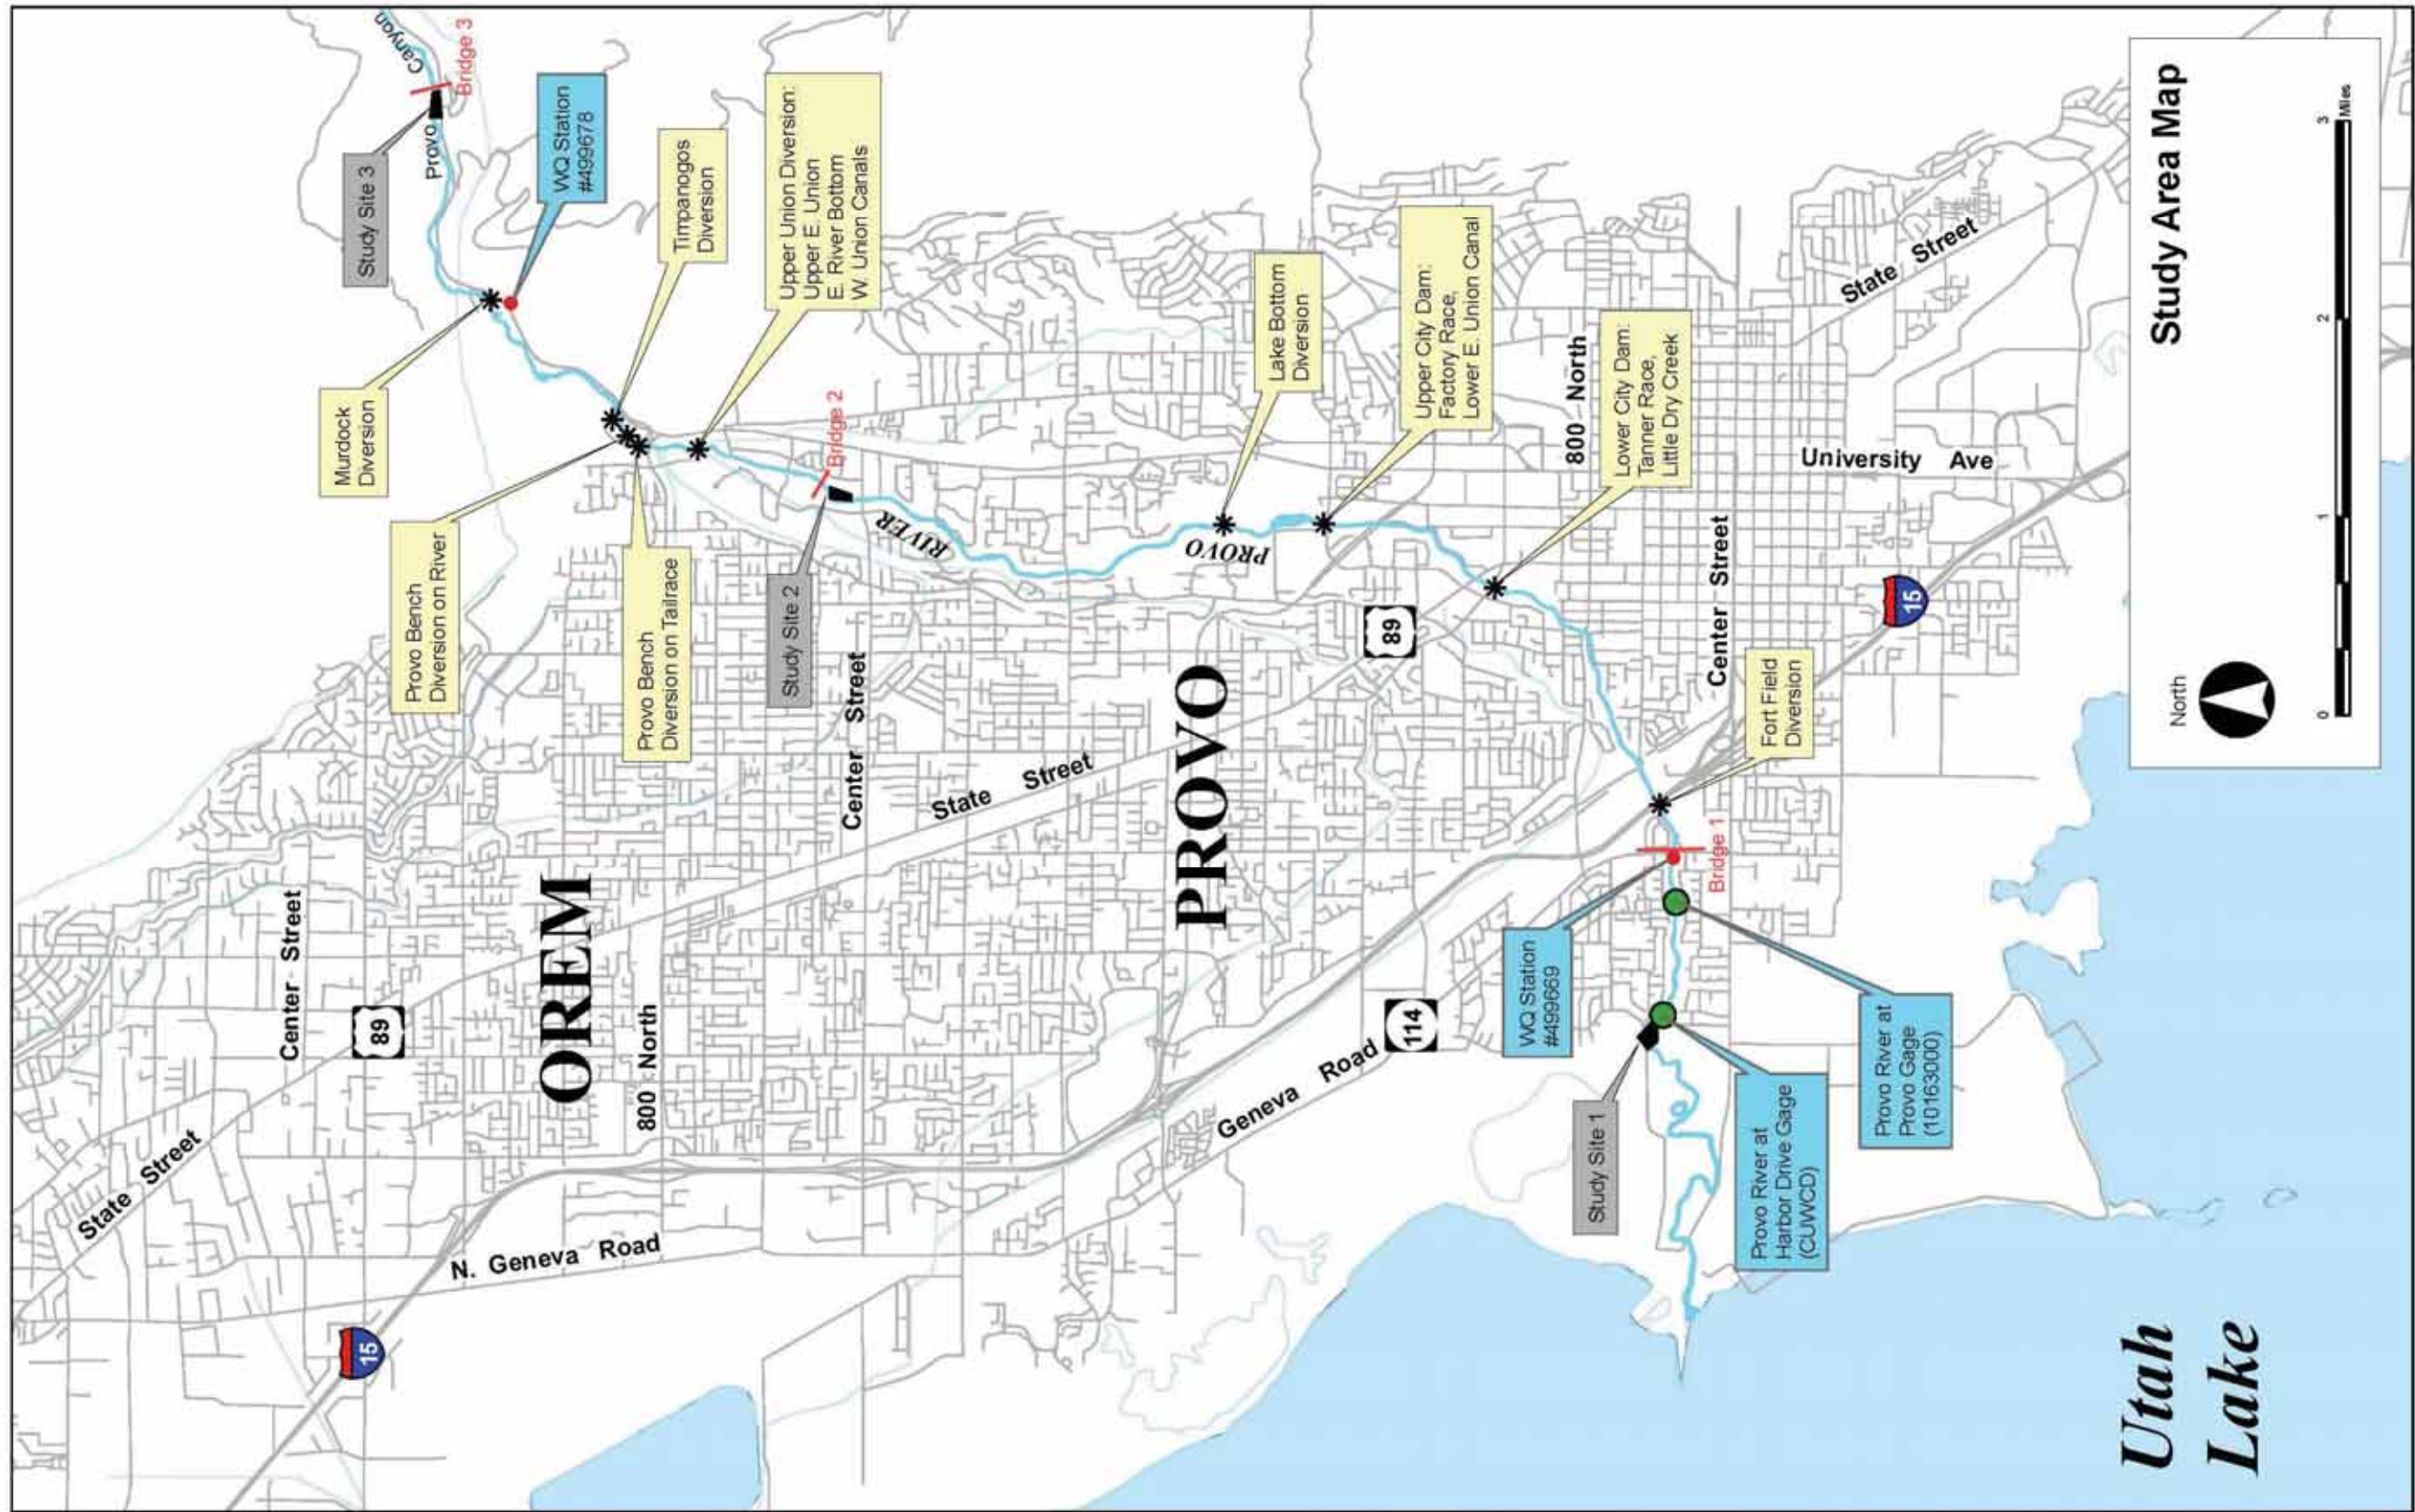 Provo Canyon
Bridge 3
Study Site 3
WQ Station
#499678
Murdock
Diversion
Timpanogos
Diversion
Upper Union Diversion:
Upper E. Union
E. River Bottom
W. Union Canals
Provo Bench
Diversion on River
Provo Bench
Diversion on Tailrace
Bridge 2
Study Site 2
RIVER
PROVO
Lake Bottom
Diversion
Upper City Dam:
Factory Race,
Lower E. Union Canal
800 North
Lower City Dam:
Tanner Race,
Little Dry Creek
State Street
University Ave
Center Street
15
Fort Field
Diversion
89
Center Street
State Street
PROVO
OREM
Center Street
89
800 North
State Street
N. Geneva Road
15
Geneva Road
114
WQ Station
#499669
Bridge 1
Study Site 1
Provo River at
Harbor Drive Gage
(CUWCD)
Provo River at
Provo Gage
(10163000)
Utah
Lake
Study Area Map
North
0 1 2 3
Miles